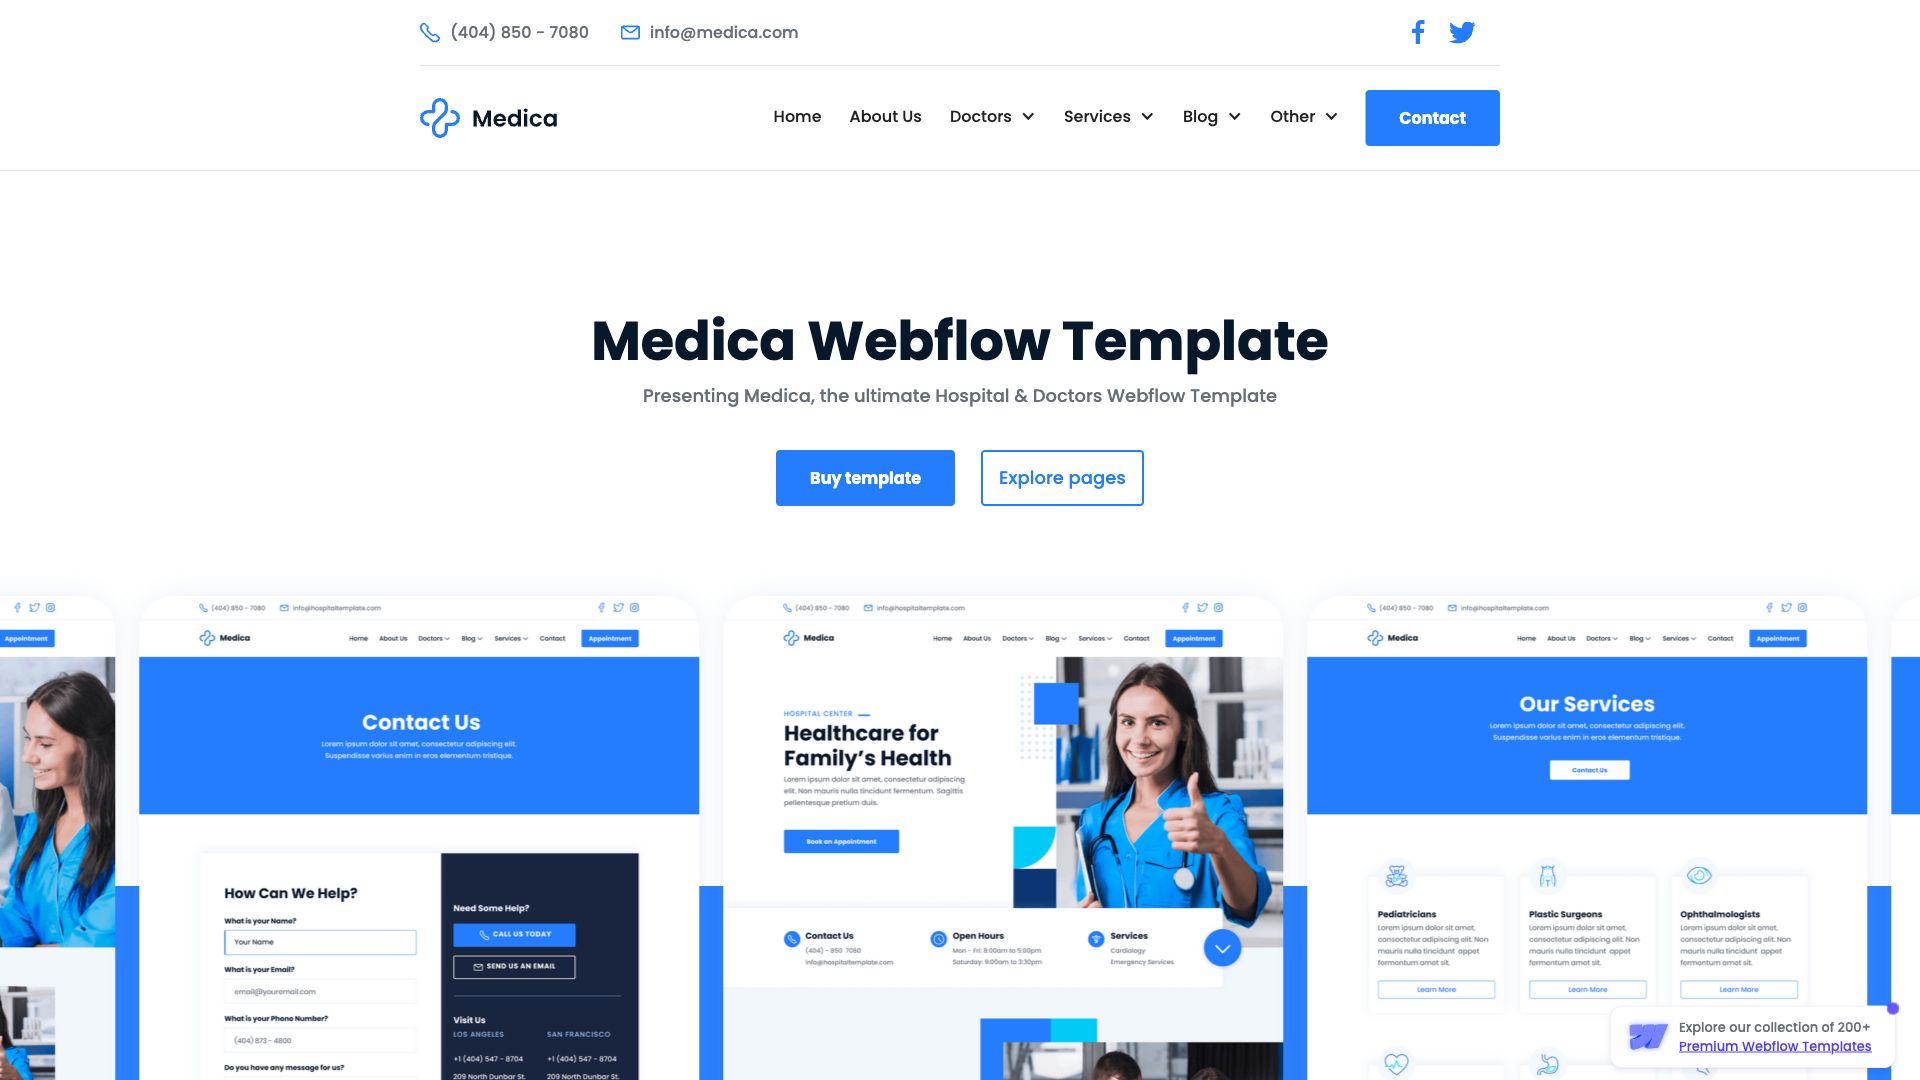 (404) 850 - 7080 info@medica.com
Medica Home About Us Doctors Services Blog Other Contact
Medica Webflow Template
Presenting Medica, the ultimate Hospital & Doctors Webflow Template
Buy template Explore pages
Appointment
(404) 850 - 7080 info@hospitaltemplate.com
Medica Home About Us Doctors Blog Services Contact Appointment
Contact Us
Lorem ipsum dolor sit amet, consectetur adipiscing elit.
Suspendisse varius enim in eros elementum tristique.
How Can We Help?
What is your Name?
Your Name
What is your Email?
email@youremail.com
What is your Phone Number?
(404) 873 - 4800
Do you have any message for us?
Need Some Help?
CALL US TODAY
SEND US AN EMAIL
Visit Us
LOS ANGELES SAN FRANCISCO
+1 (404) 547 - 8704 +1 (404) 547 - 8704
209 North Dunbar St. 209 North Dunbar St.
(404) 850 - 7080 info@hospitaltemplate.com
Medica Home About Us Doctors Blog Services Contact Appointment
HOSPITAL CENTER
Healthcare for
Family's Health
Lorem ipsum dolor sit amet, consectetur adipiscing
elit. Non mauris nulla tincidunt fermentum. Sagittis
pellentesque pretium duis.
Book an Appointment
Contact Us
(404) - 850 7080
info@hospitaltemplate.com
Open Hours
Mon - Fri: 8:00am to 5:00pm
Saturday: 9:00am to 3:30pm
Services
Cardiology
Emergency Services
(404) 850 - 7080 info@hospitaltemplate.com
Medica Home About Us Doctors Blog Services Contact Appointment
Our Services
Lorem ipsum dolor sit amet, consectetur adipiscing elit.
Suspendisse varius enim in eros elementum tristique.
Contact Us
Pediatricians
Lorem ipsum dolor sit amet,
consectetur adipiscing elit. Non
mauris nulla tincidunt appet
fermentum amet sit.
Learn More
Plastic Surgeons
Lorem ipsum dolor sit amet,
consectetur adipiscing elit. Non
mauris nulla tincidunt appet
fermentum amet sit.
Learn More
Ophthalmologists
Lorem ipsum dolor sit amet,
consectetur adipiscing elit. Non
mauris nulla tincidunt appet
fermentum amet sit.
Learn More
Explore our collection of 200+
Premium Webflow Templates